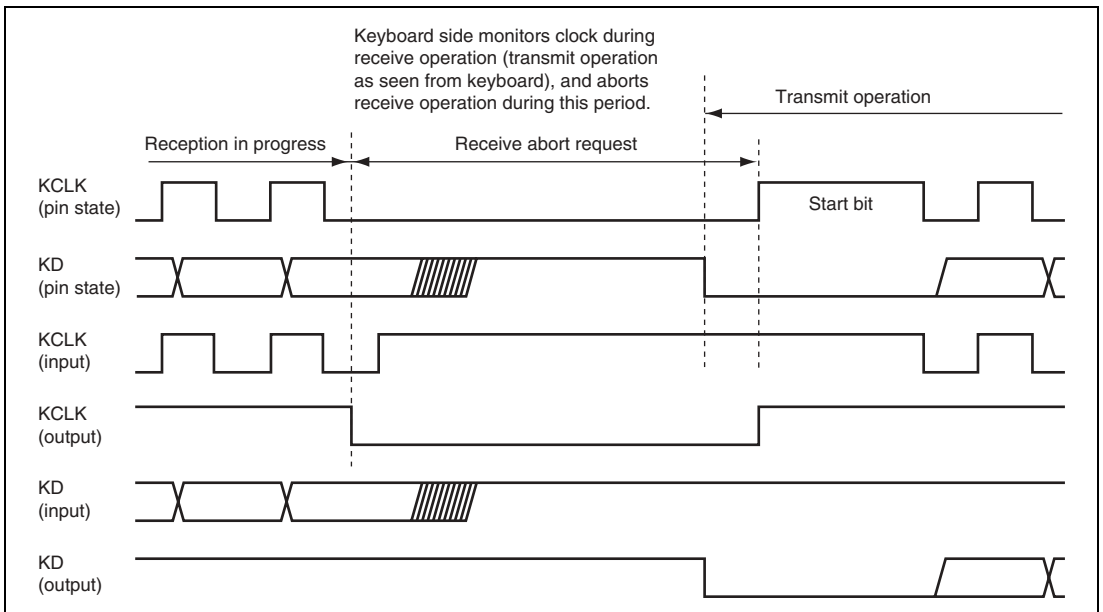 Keyboard side monitors clock during
receive operation (transmit operation
as seen from keyboard), and aborts
receive operation during this period.
Transmit operation
Reception in progress
Receive abort request
KCLK
(pin state)
Start bit
KD
(pin state)
KCLK
(input)
KCLK
(output)
KD
(input)
KD
(output)